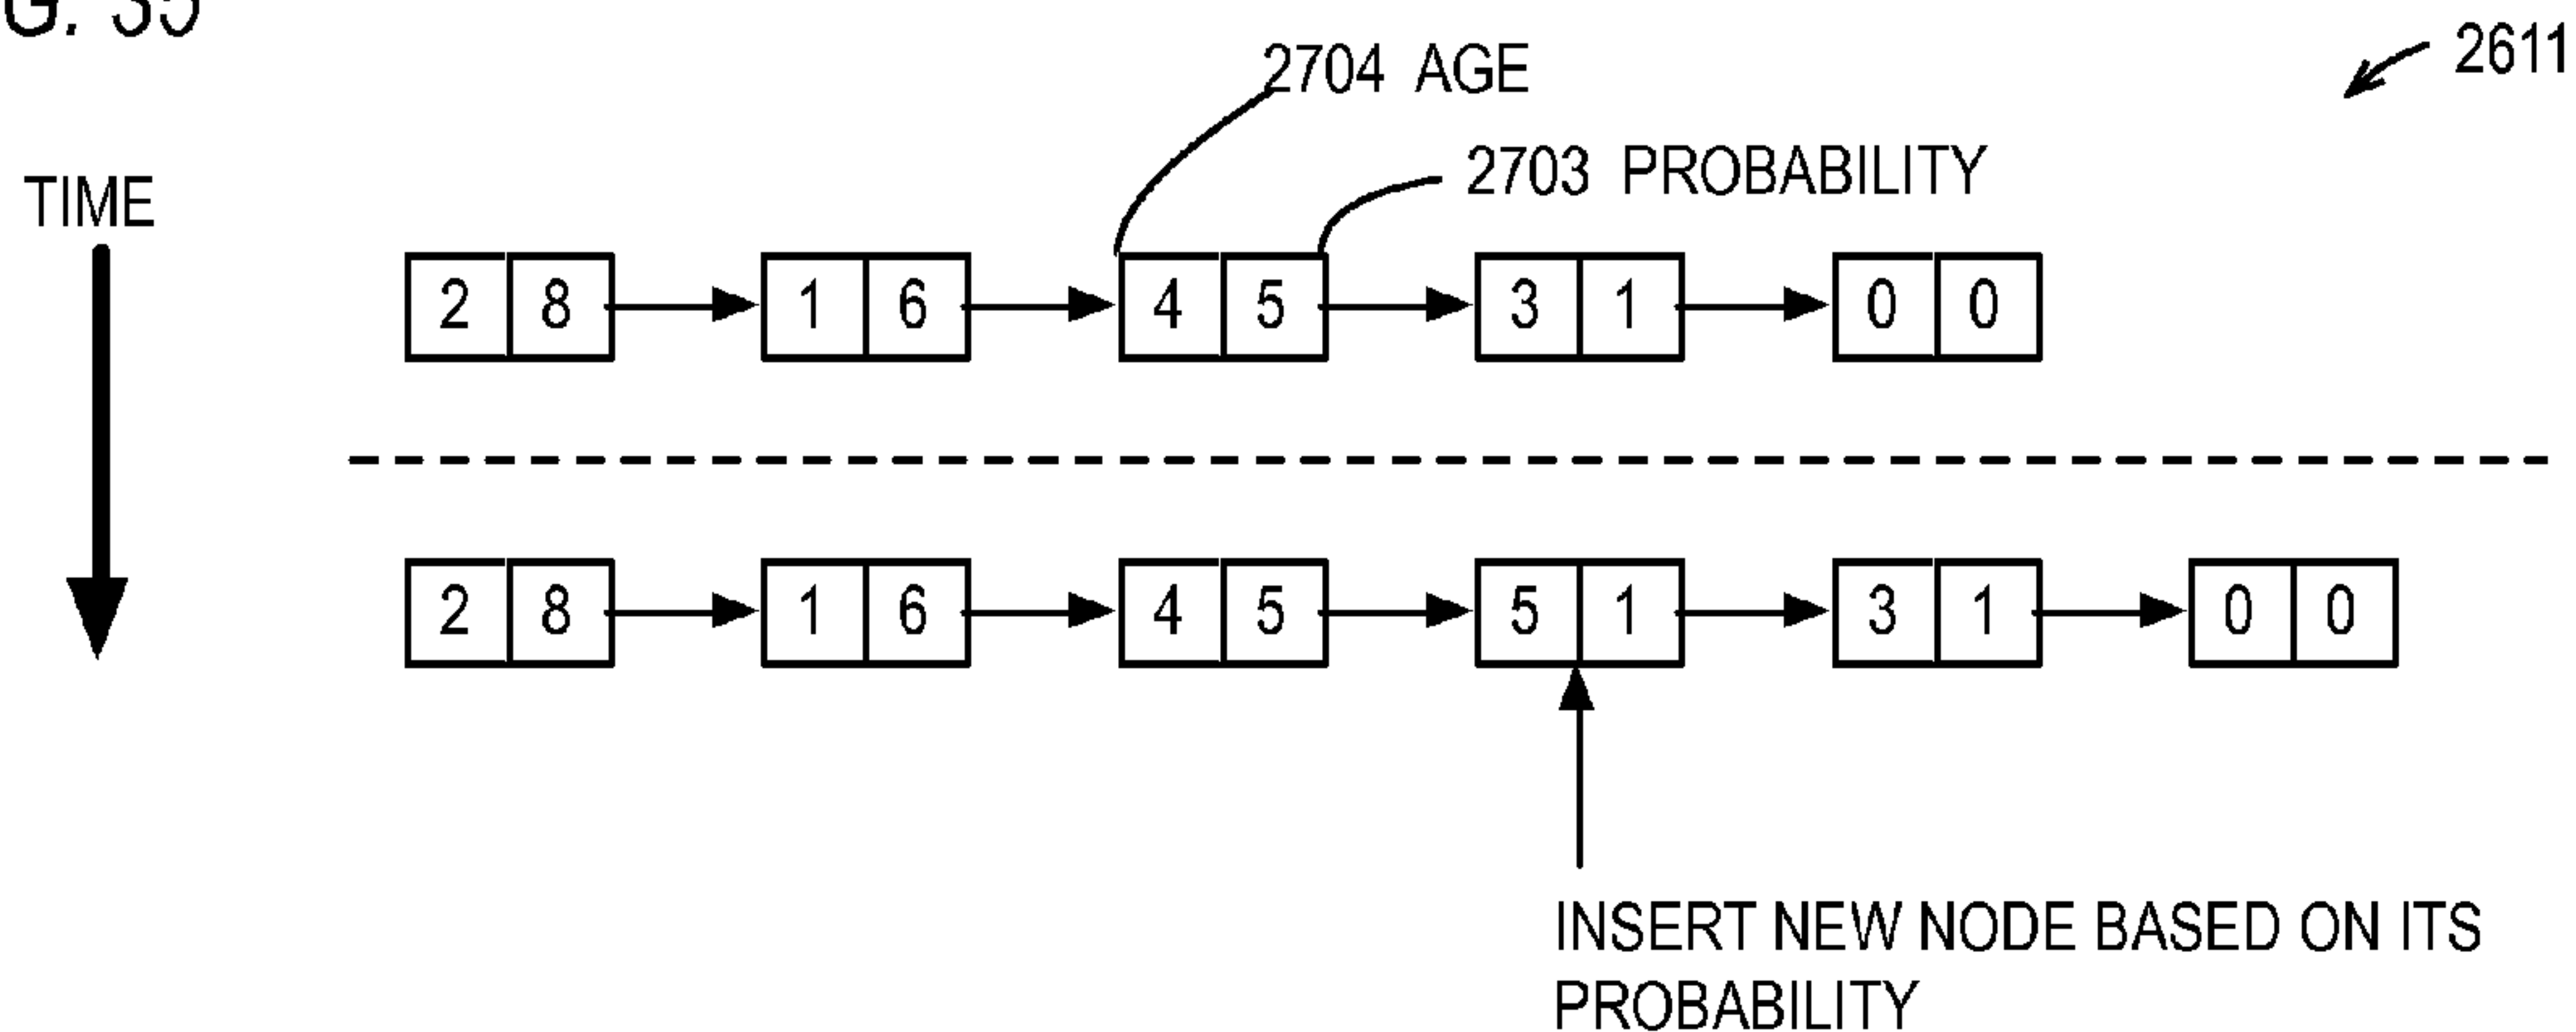 G. 35
2611
2704 AGE
2703 PROBABILITY
TIME
2 8 1 6 4 5 3 1 0 0
2 8 1 6 4 5 5 1 3 1 0 0
INSERT NEW NODE BASED ON ITS
PROBABILITY